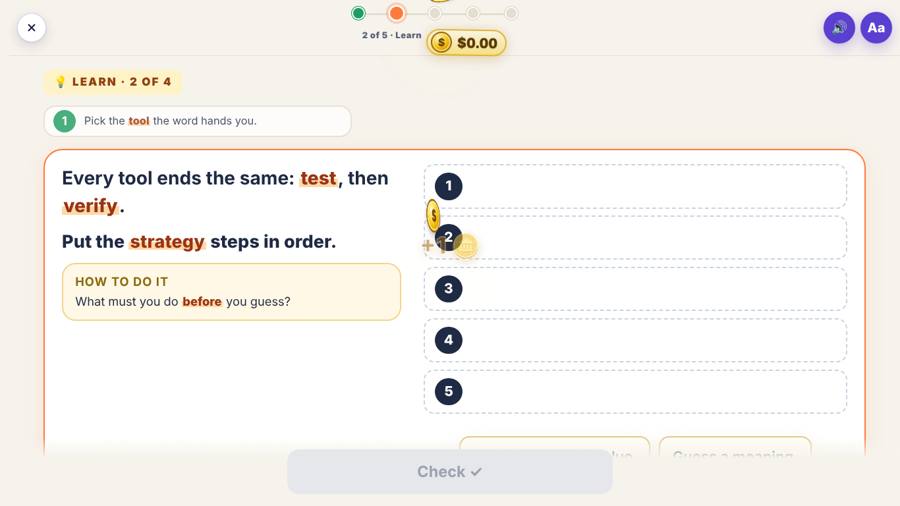 ✕
2 of 5 · Learn
$ $0.00
🔊
Aa
💡 LEARN · 2 OF 4
1 Pick the tool the word hands you.
Every tool ends the same: test, then
verify.
Put the strategy steps in order.
HOW TO DO IT
What must you do before you guess?
1
2
3
4
5
Guess a meaning
Check ✓